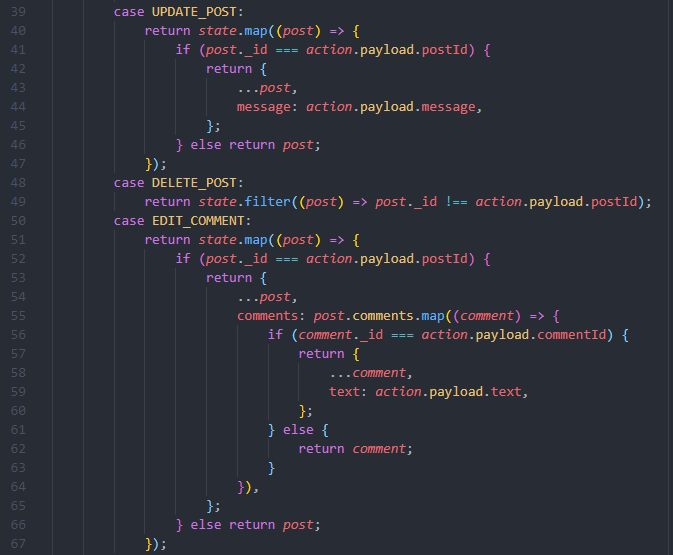 39 case UPDATE_POST:
40 return state.map((post) => {
41 if (post._id === action.payload.postId) {
42 return {
43 ...post,
44 message: action.payload.message,
45 };
46 } else return post;
47 });
48 case DELETE_POST:
49 return state.filter((post) => post._id !== action.payload.postId);
50 case EDIT_COMMENT:
51 return state.map((post) => {
52 if (post._id === action.payload.postId) {
53 return {
54 ...post,
55 comments: post.comments.map((comment) => {
56 if (comment._id === action.payload.commentId) {
57 return {
58 ...comment,
59 text: action.payload.text,
60 };
61 } else {
62 return comment;
63 }
64 }),
65 };
66 } else return post;
67 });